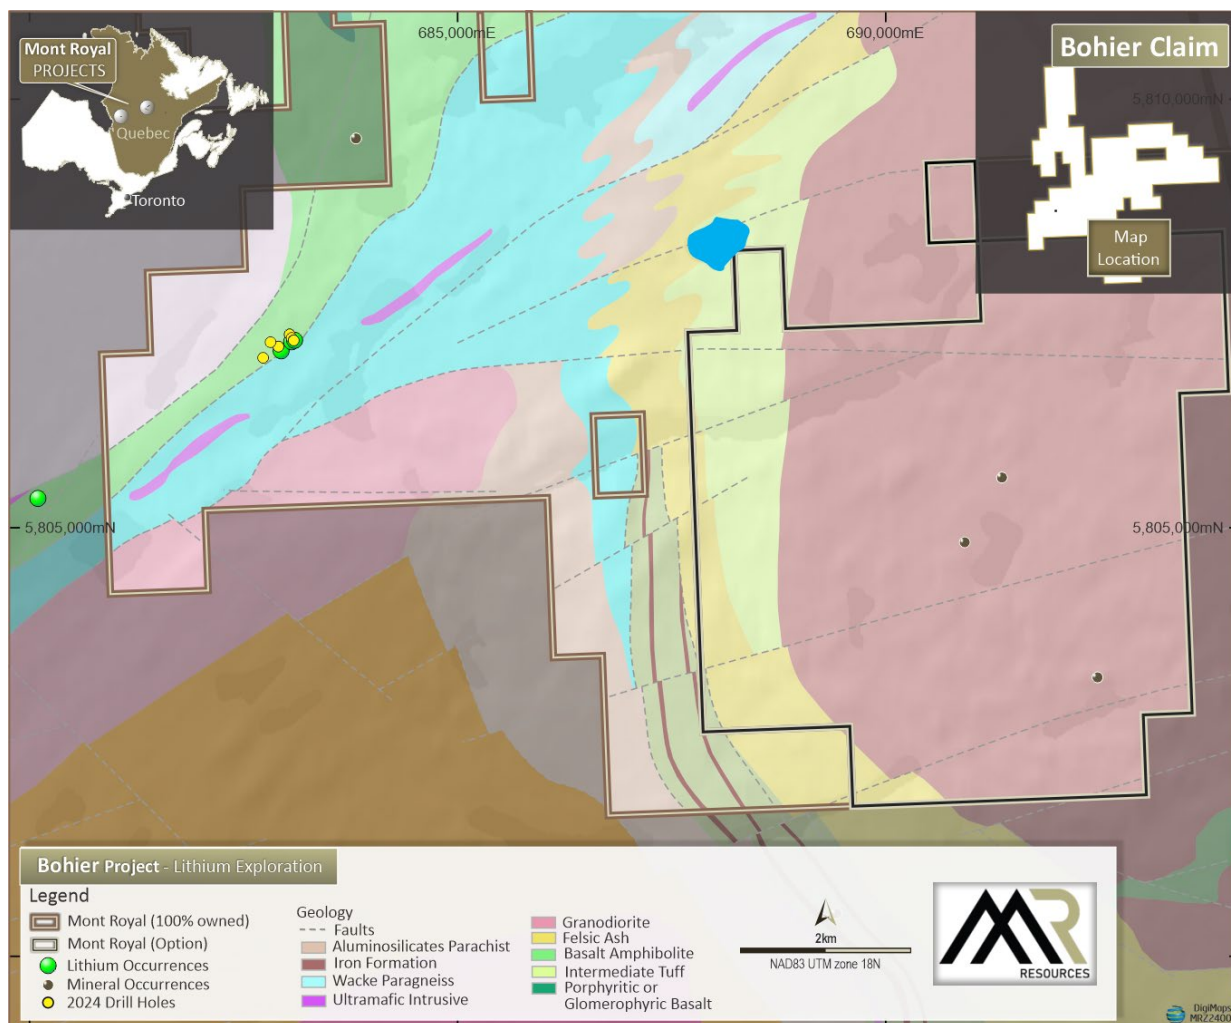 685,000mE
690,000mE
Mont Royal
PROJECTS
Quebec
Toronto
Bohier Claim
5,810,000mN
Map
Location
5,805,000mN
5,805,000mN
Bohier Project - Lithium Exploration
Legend
Mont Royal (100% owned)
Mont Royal (Option)
Lithium Occurrences
Mineral Occurrences
2024 Drill Holes
Geology
Faults
Aluminosilicates Parachist
Iron Formation
Wacke Paragneiss
Ultramafic Intrusive
Granodiorite
Felsic Ash
Basalt Amphibolite
Intermediate Tuff
Porphyritic or
Glomerophyric Basalt
2km
NAD83 UTM zone 18N
MR
RESOURCES
DigiMaps